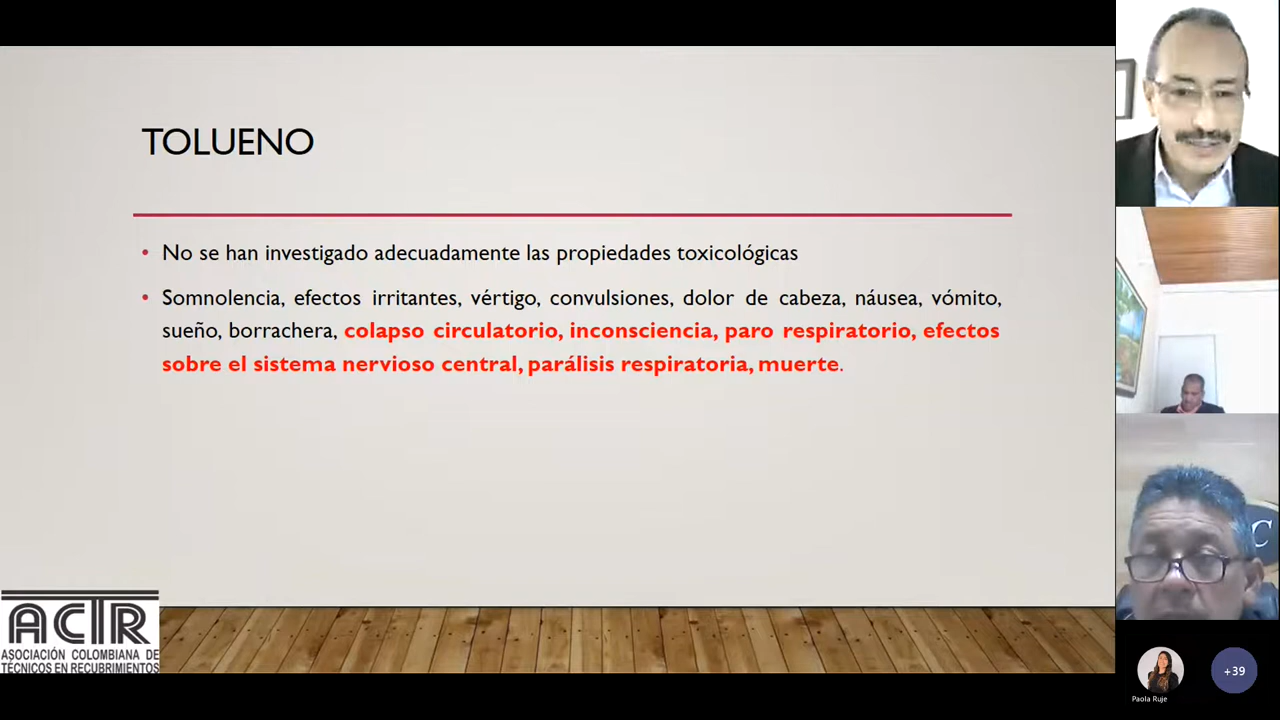 TOLUENO
• No se han investigado adecuadamente las propiedades toxicológicas
• Somnolencia, efectos irritantes, vértigo, convulsiones, dolor de cabeza, náusea, vómito,
sueño, borrachera, colapso circulatorio, inconsciencia, paro respiratorio, efectos
sobre el sistema nervioso central, parálisis respiratoria, muerte.
ACTR
ASOCIACIÓN COLOMBIANA DE
TÉCNICOS EN RECUBRIMIENTOS
C
Paola Ruje
+39